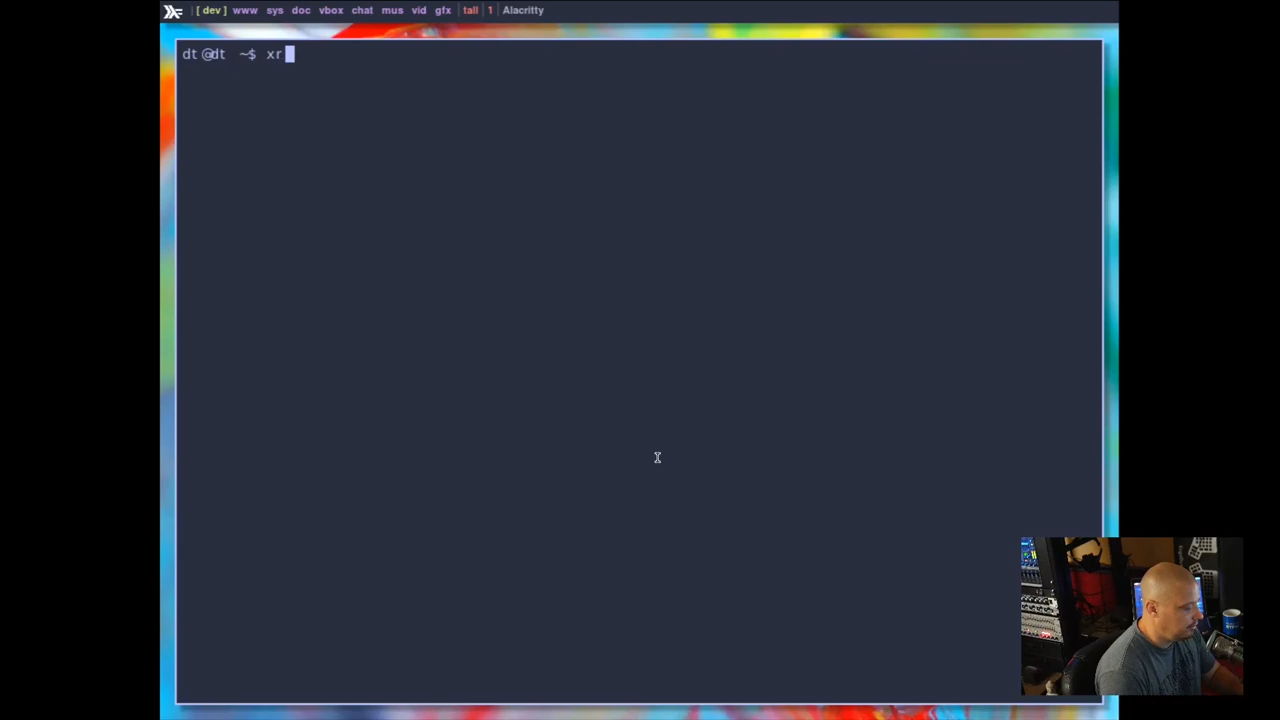 [ dev ] www sys doc vbox chat mus vid gfx | tall | 1 | Alacritty
dt @dt ~$ xr